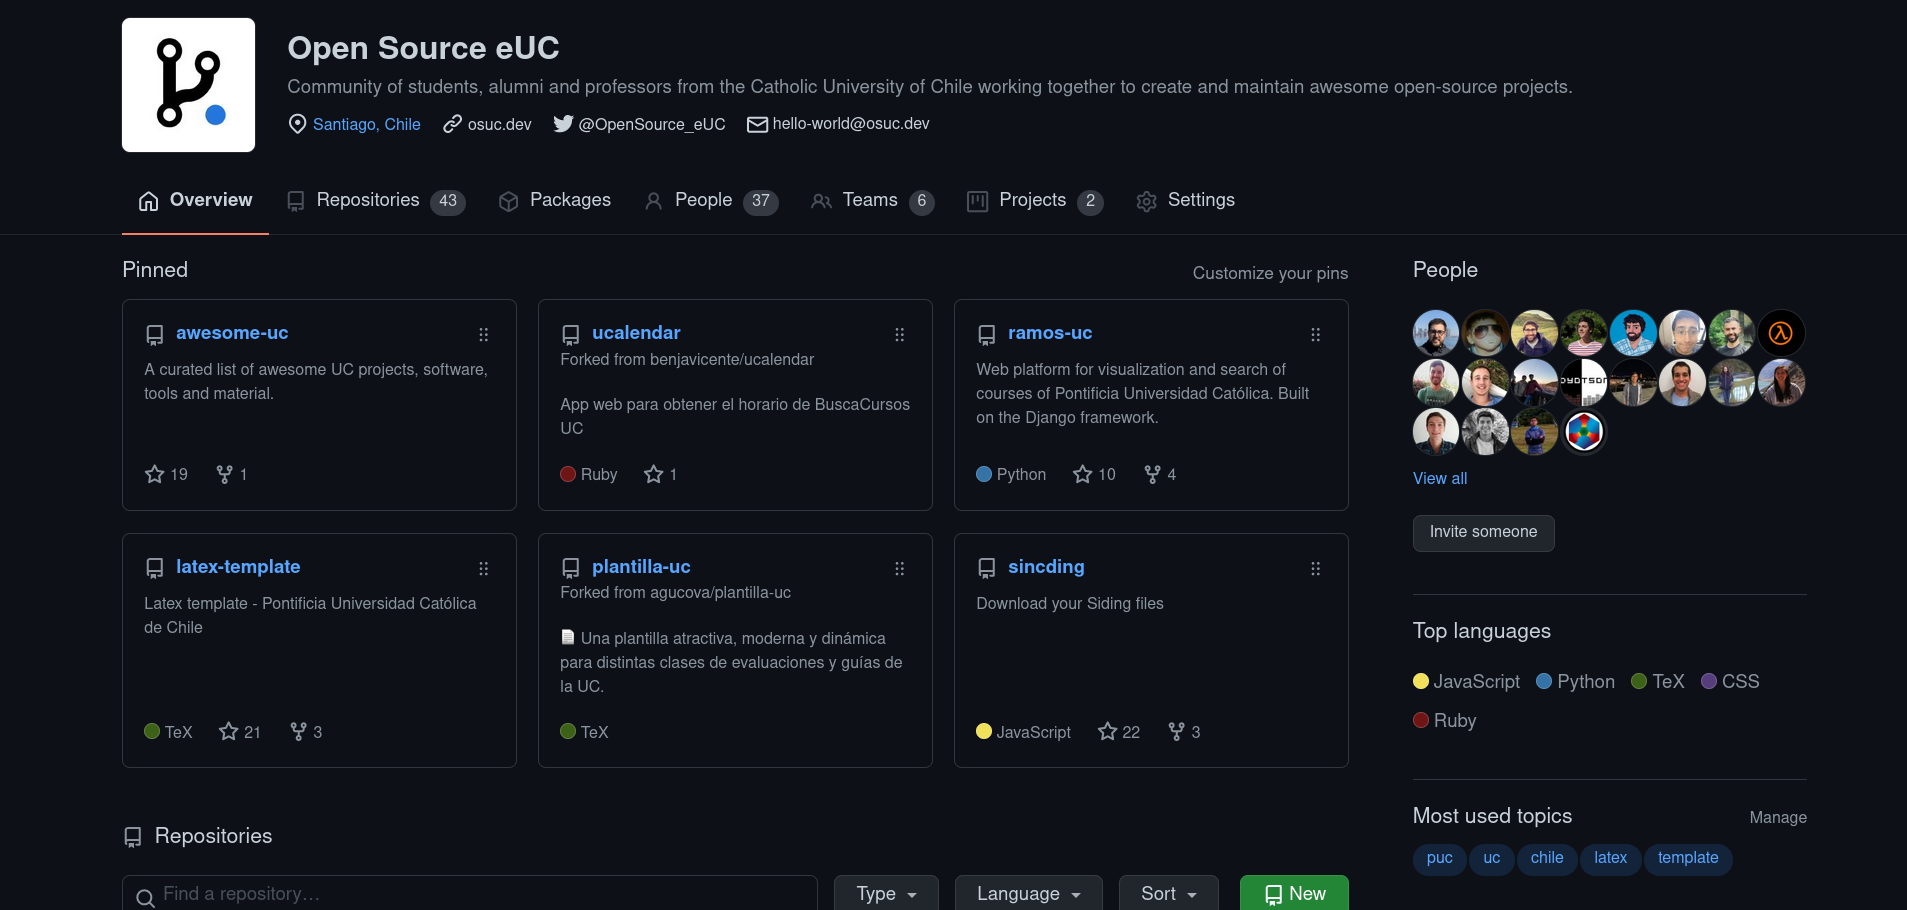 Open Source eUC
Community of students, alumni and professors from the Catholic University of Chile working together to create and maintain awesome open-source projects.
Santiago, Chile osuc.dev @OpenSource_eUC hello-world@osuc.dev
Overview Repositories 43 Packages People 37 Teams 6 Projects 2 Settings
Pinned
Customize your pins
awesome-uc
A curated list of awesome UC projects, software,
tools and material.
19 1
ucalendar
Forked from benjavicente/ucalendar
App web para obtener el horario de BuscaCursos
UC
Ruby 1
ramos-uc
Web platform for visualization and search of
courses of Pontificia Universidad Católica. Built
on the Django framework.
Python 10 4
latex-template
Latex template - Pontificia Universidad Católica
de Chile
TeX 21 3
plantilla-uc
Forked from agucova/plantilla-uc
Una plantilla atractiva, moderna y dinámica
para distintas clases de evaluaciones y guías de
la UC.
TeX
sincding
Download your Siding files
JavaScript 22 3
Repositories
Find a repository… Type Language Sort New
People
View all
Invite someone
Top languages
JavaScript Python TeX CSS
Ruby
Most used topics Manage
puc uc chile latex template